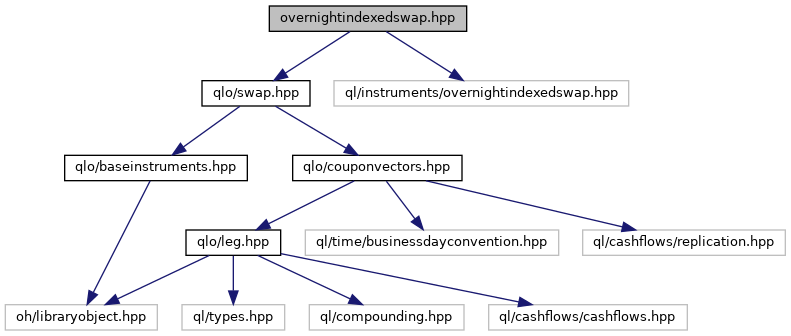 overnightindexedswap.hpp
qlo/swap.hpp
ql/instruments/overnightindexedswap.hpp
qlo/baseinstruments.hpp
qlo/couponvectors.hpp
qlo/leg.hpp
ql/time/businessdayconvention.hpp
ql/cashflows/replication.hpp
oh/libraryobject.hpp
ql/types.hpp
ql/compounding.hpp
ql/cashflows/cashflows.hpp